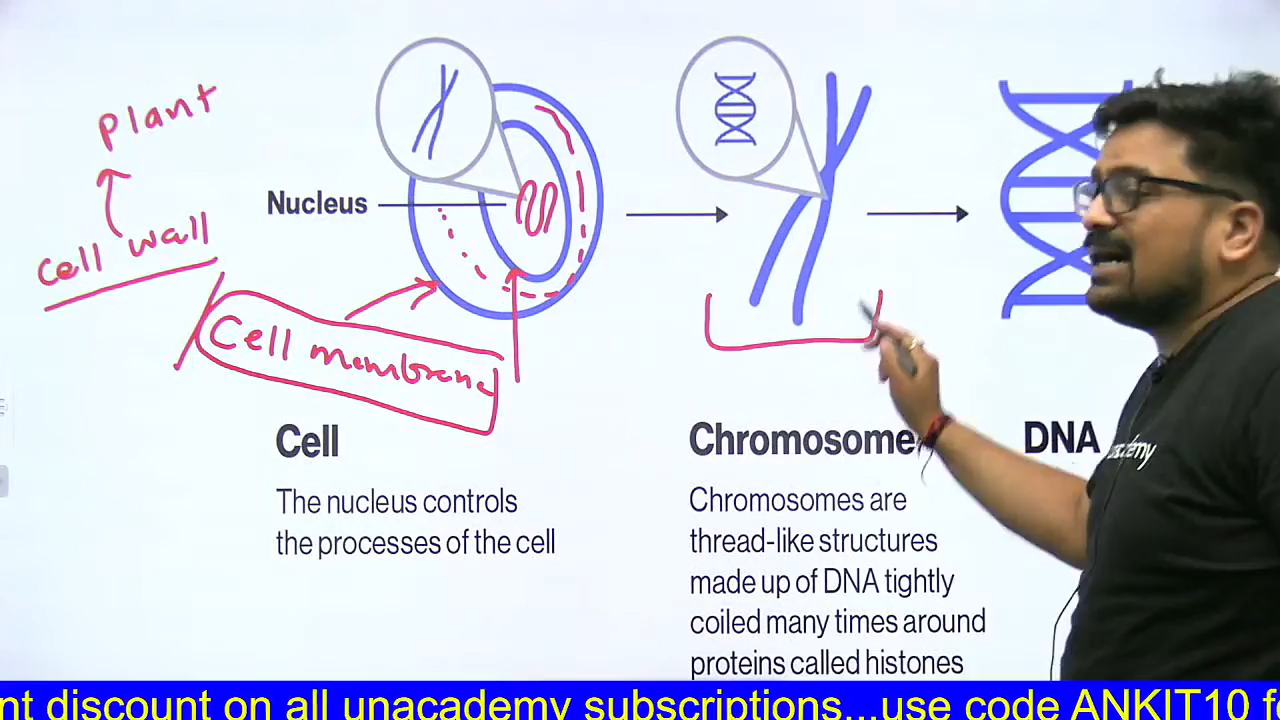 plant
cell wall
Nucleus
Cell membrane
Cell
The nucleus controls
the processes of the cell
Chromosome
Chromosomes are
thread-like structures
made up of DNA tightly
coiled many times around
proteins called histones
DNA
academy
nt discount on all unacademy subscriptions...use code ANKIT10 f